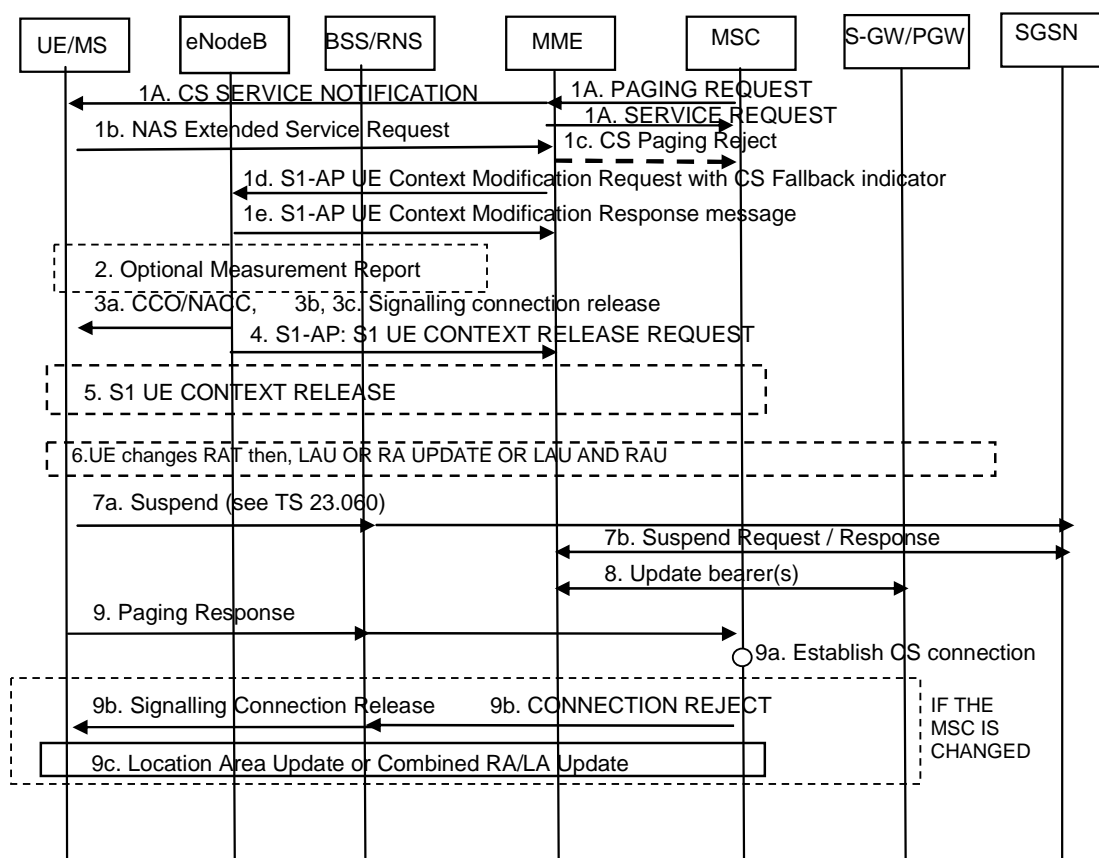 UE/MS
eNodeB
BSS/RNS
MME
MSC
S-GW/PGW
SGSN
1A. CS SERVICE NOTIFICATION
1A. PAGING REQUEST
1A. SERVICE REQUEST
1b. NAS Extended Service Request
1c. CS Paging Reject
1d. S1-AP UE Context Modification Request with CS Fallback indicator
1e. S1-AP UE Context Modification Response message
2. Optional Measurement Report
3a. CCO/NACC, 3b, 3c. Signalling connection release
4. S1-AP: S1 UE CONTEXT RELEASE REQUEST
5. S1 UE CONTEXT RELEASE
6.UE changes RAT then, LAU OR RA UPDATE OR LAU AND RAU
7a. Suspend (see TS 23.060)
7b. Suspend Request / Response
8. Update bearer(s)
9. Paging Response
9a. Establish CS connection
9b. Signalling Connection Release
9b. CONNECTION REJECT
IF THE
MSC IS
CHANGED
9c. Location Area Update or Combined RA/LA Update